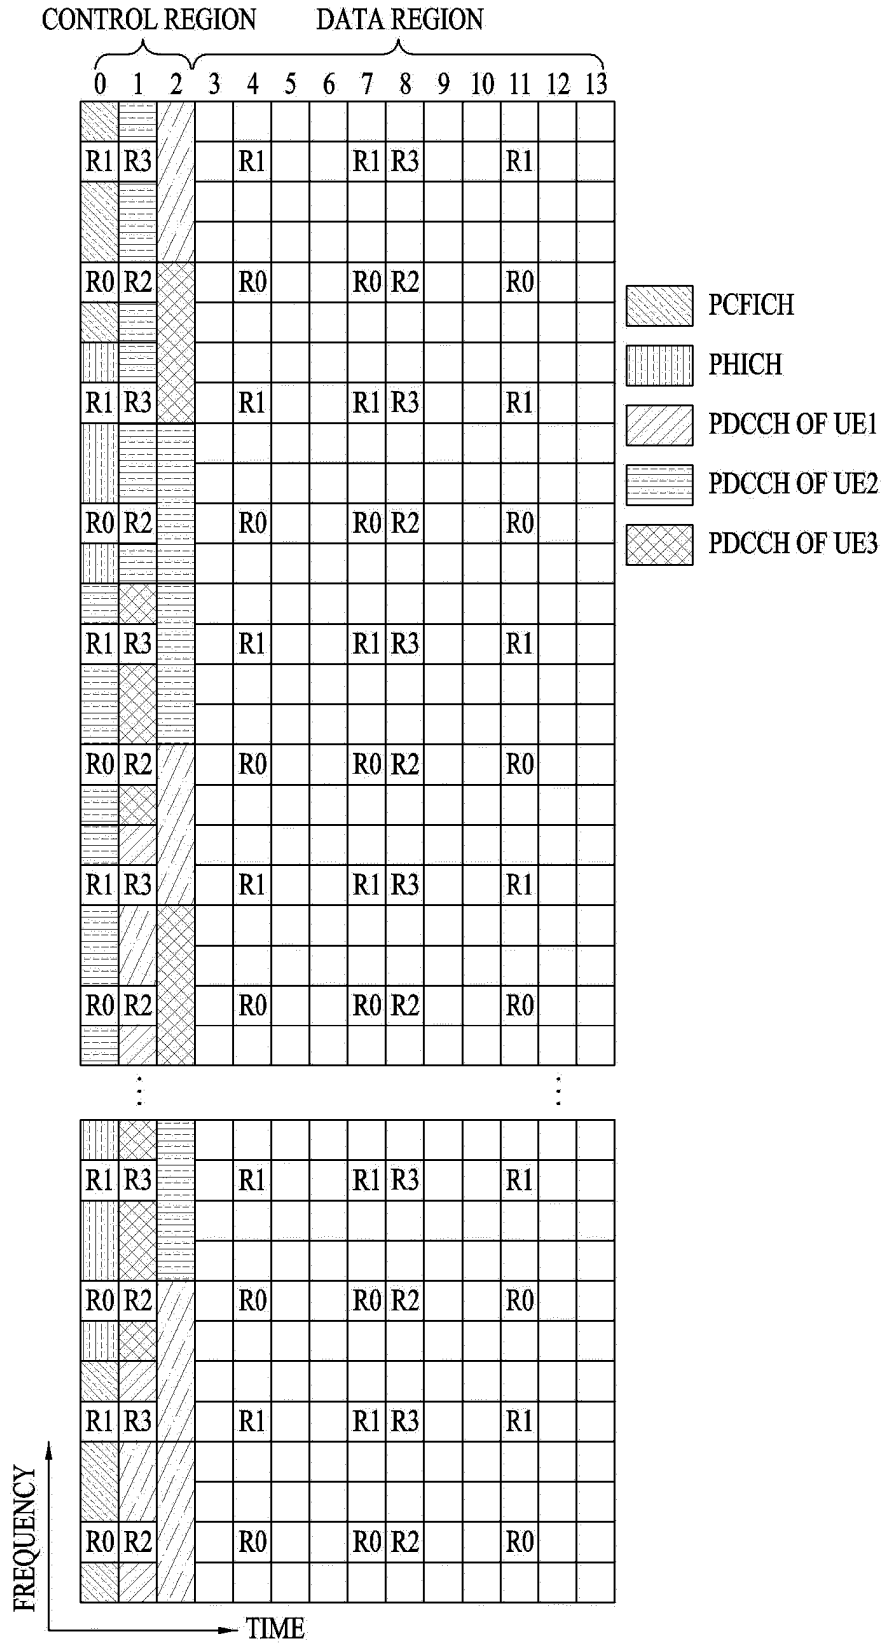 CONTROL REGION DATA REGION
0 1 2 3 4 5 6 7 8 9 10 11 12 13
R1 R3 R1 R1 R3 R1
R0 R2 R0 R0 R2 R0
PCFICH
PHICH
R1 R3 R1 R1 R3 R1
PDCCH OF UE1
PDCCH OF UE2
R0 R2 R0 R0 R2 R0
PDCCH OF UE3
R1 R3 R1 R1 R3 R1
R0 R2 R0 R0 R2 R0
R1 R3 R1 R1 R3 R1
R0 R2 R0 R0 R2 R0
R1 R3 R1 R1 R3 R1
R0 R2 R0 R0 R2 R0
R1 R3 R1 R1 R3 R1
R0 R2 R0 R0 R2 R0
FREQUENCY
TIME